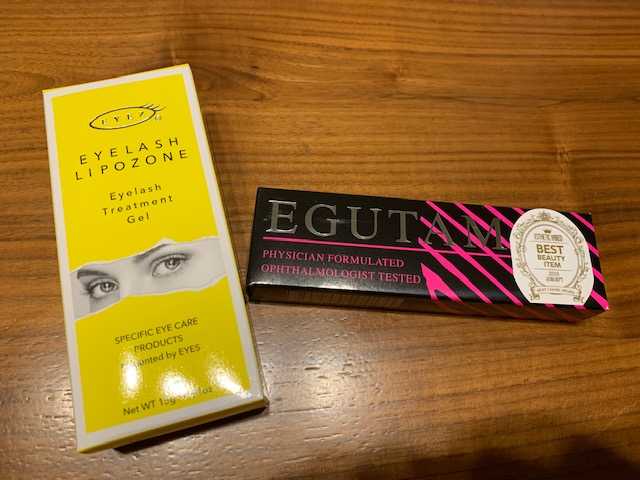 EYEZ
EYELASH
LIPOZONE
Eyelash
Treatment
Gel
SPECIFIC EYE CARE
PRODUCTS
Presented by EYES
Net WT
EGUTAM
PHYSICIAN FORMULATED
OPHTHALMOLOGIST TESTED
BEST
BEAUTY
ITEM